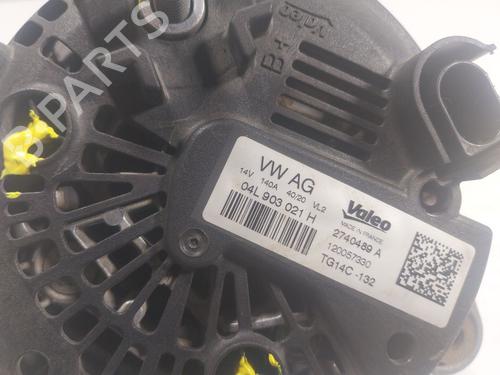 Valeo
B+
VW AG
14V 140A 40/20 VL2
04L 903 021 H
Valeo
MADE IN FRANCE
2740489 A
120057330
TG14C-132
PARTS